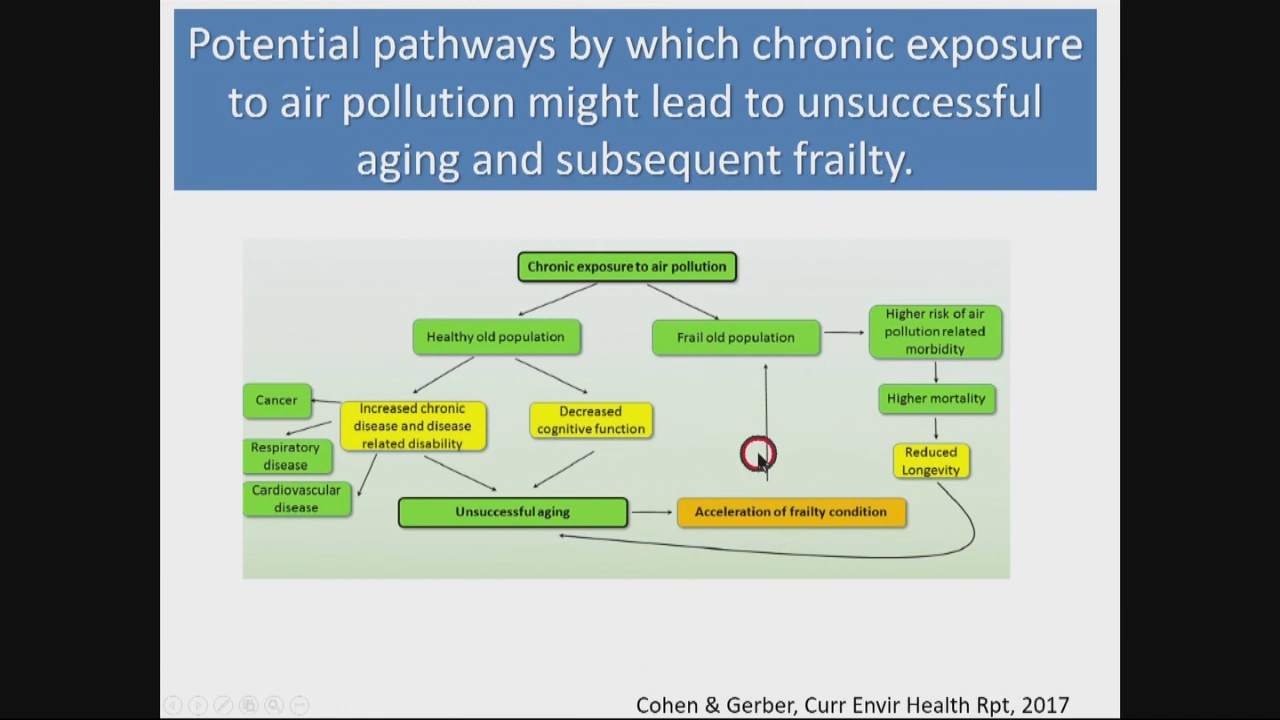 Potential pathways by which chronic exposure
to air pollution might lead to unsuccessful
aging and subsequent frailty.
Chronic exposure to air pollution
Healthy old population
Frail old population
Higher risk of air
pollution related
morbidity
Cancer
Increased chronic
disease and disease
related disability
Decreased
cognitive function
Higher mortality
Respiratory
disease
Reduced
Longevity
Cardiovascular
disease
Unsuccessful aging
Acceleration of frailty condition
Cohen & Gerber, Curr Envir Health Rpt, 2017